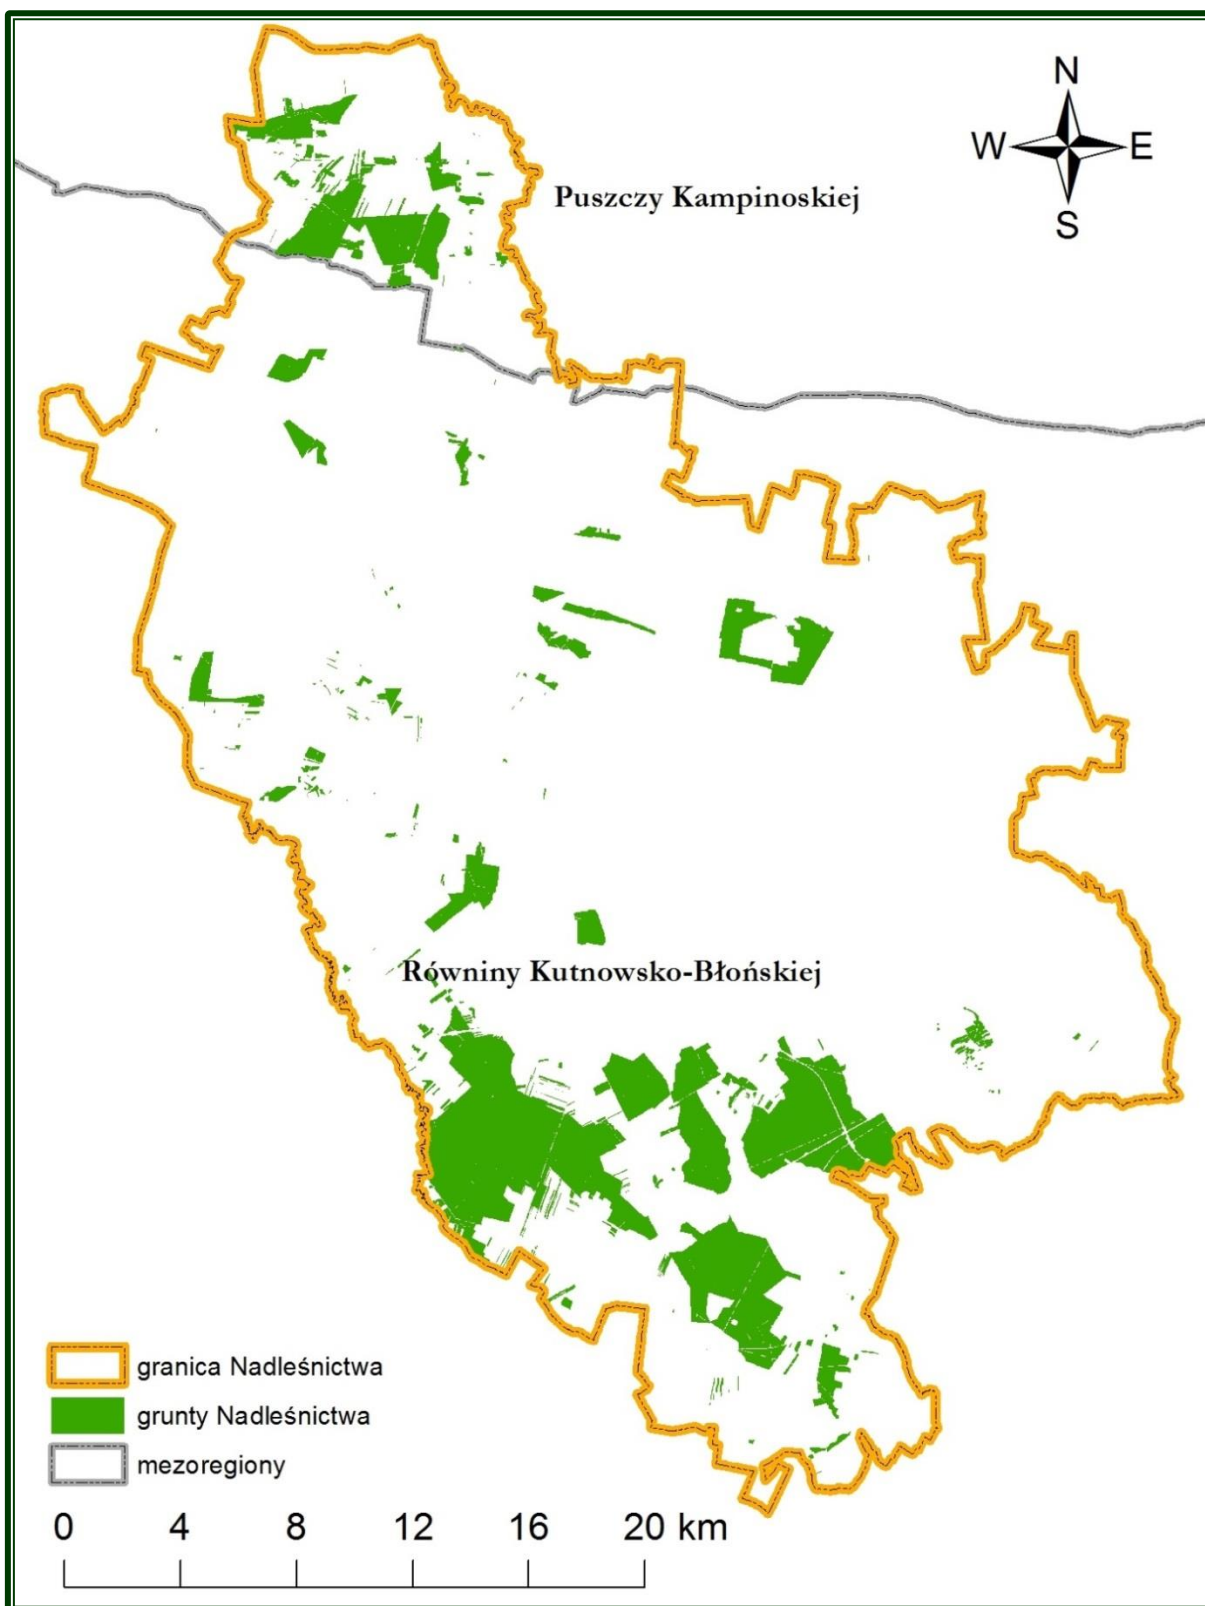 N
W E
S
Puszczy Kampinoskiej
Równiny Kutnowsko-Błońskiej
granica Nadleśnictwa
grunty Nadleśnictwa
mezoregiony
0 4 8 12 16 20 km